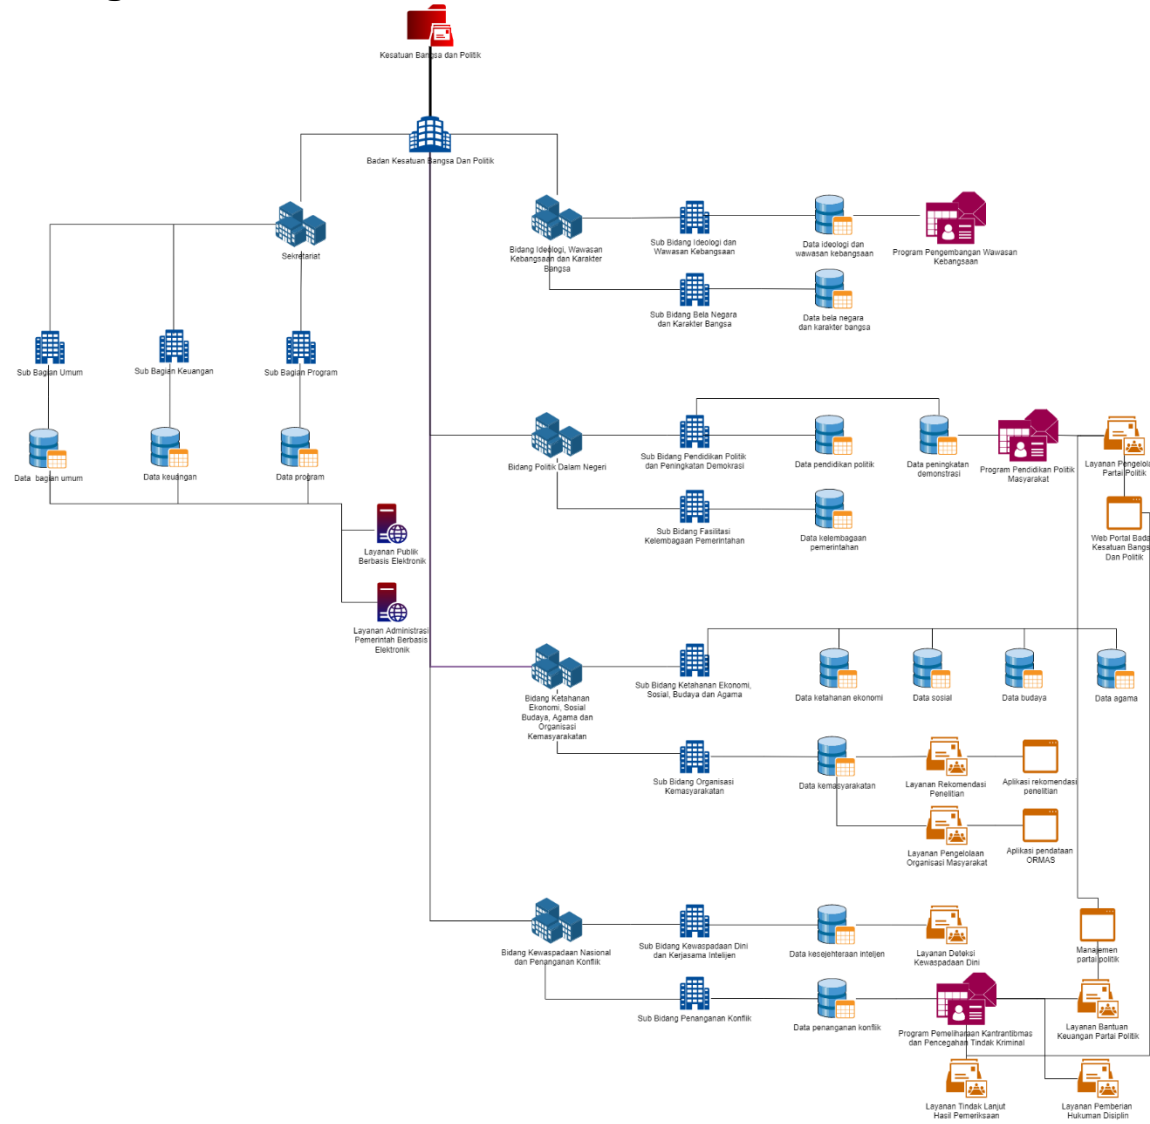 Kesatuan Bangsa dan Politik
Badan Kesatuan Bangsa Dan Politik
Sekretariat
Bidang Ideologi, Wawasan
Kebangsaan dan Karakter
Bangsa
Sub Bidang Ideologi dan
Wawasan Kebangsaan
Data ideologi dan
wawasan kebangsaan
Program Pengembangan Wawasan
Kebangsaan
Sub Bidang Bela Negara
dan Karakter Bangsa
Data bela negara
dan karakter bangsa
Sub Bagian Umum
Sub Bagian Keuangan
Sub Bagian Program
Data bagian umum
Data keuangan
Data program
Layanan Publik
Berbasis Elektronik
Layanan Administrasi
Pemerintah Berbasis
Elektronik
Bidang Politik Dalam Negeri
Sub Bidang Pendidikan Politik
dan Peningkatan Demokrasi
Data pendidikan politik
Data peningkatan
demonstrasi
Program Pendidikan Politik
Masyarakat
Layanan Pengelola
Partai Politik
Sub Bidang Fasilitasi
Kelembagaan Pemerintahan
Data kelembagaan
pemerintahan
Web Portal Bada
Kesatuan Bangs
Dan Politik
Bidang Ketahanan
Ekonomi, Sosial
Budaya, Agama dan
Organisasi
Kemasyarakatan
Sub Bidang Ketahanan Ekonomi,
Sosial, Budaya dan Agama
Data ketahanan ekonomi
Data sosial
Data budaya
Data agama
Sub Bidang Organisasi
Kemasyarakatan
Data kemasyarakatan
Layanan Rekomendasi
Penelitian
Aplikasi rekomendasi
penelitian
Layanan Pengelolaan
Organisasi Masyarakat
Aplikasi pendataan
ORMAS
Bidang Kewaspadaan Nasional
dan Penanganan Konflik
Sub Bidang Kewaspadaan Dini
dan Kerjasama Intelijen
Data kesejehteraan inteljen
Layanan Deteksi
Kewaspadaan Dini
Manajemen
partai politik
Sub Bidang Penanganan Konflik
Data penanganan konflik
Program Pemeliharaan Kantrantibmas
dan Pencegahan Tindak Kriminal
Layanan Bantuan
Keuangan Partai Politik
Layanan Tindak Lanjut
Hasil Pemeriksaan
Layanan Pemberian
Hukuman Disiplin